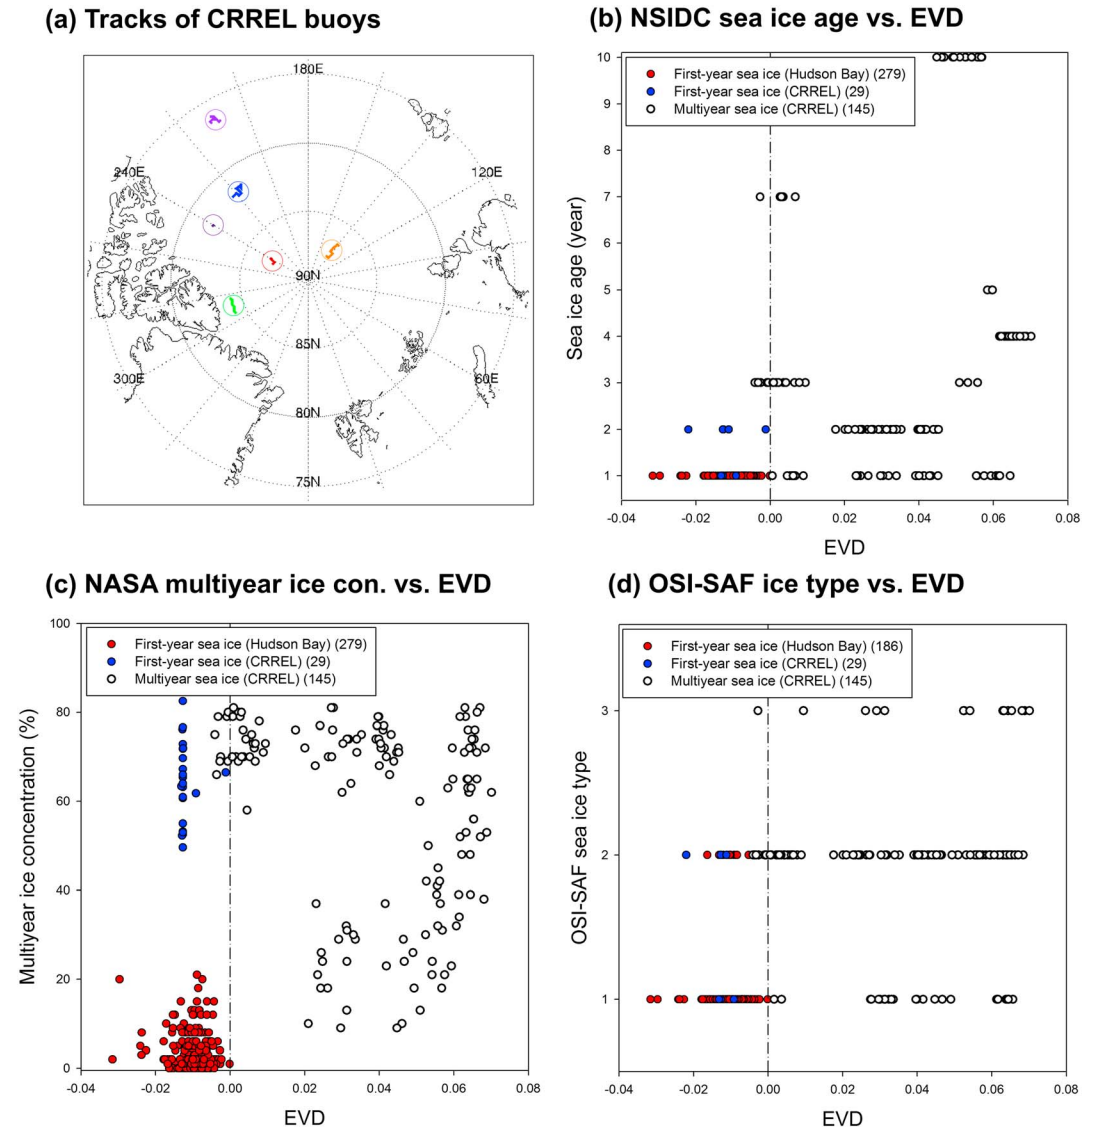 (a) Tracks of CRREL buoys
180E
240E
120E
90N
85N
300E
60E
80N
75N
(b) NSIDC sea ice age vs. EVD
First-year sea ice (Hudson Bay) (279)
First-year sea ice (CRREL) (29)
Multiyear sea ice (CRREL) (145)
Sea ice age (year)
10
9
8
7
6
5
4
3
2
1
-0.04 -0.02 0.00 0.02 0.04 0.06 0.08
EVD
(c) NASA multiyear ice con. vs. EVD
First-year sea ice (Hudson Bay) (279)
First-year sea ice (CRREL) (29)
Multiyear sea ice (CRREL) (145)
Multiyear ice concentration (%)
100
80
60
40
20
0
-0.04 -0.02 0.00 0.02 0.04 0.06 0.08
EVD
(d) OSI-SAF ice type vs. EVD
First-year sea ice (Hudson Bay) (186)
First-year sea ice (CRREL) (29)
Multiyear sea ice (CRREL) (145)
OSI-SAF sea ice type
3
2
1
-0.04 -0.02 0.00 0.02 0.04 0.06 0.08
EVD